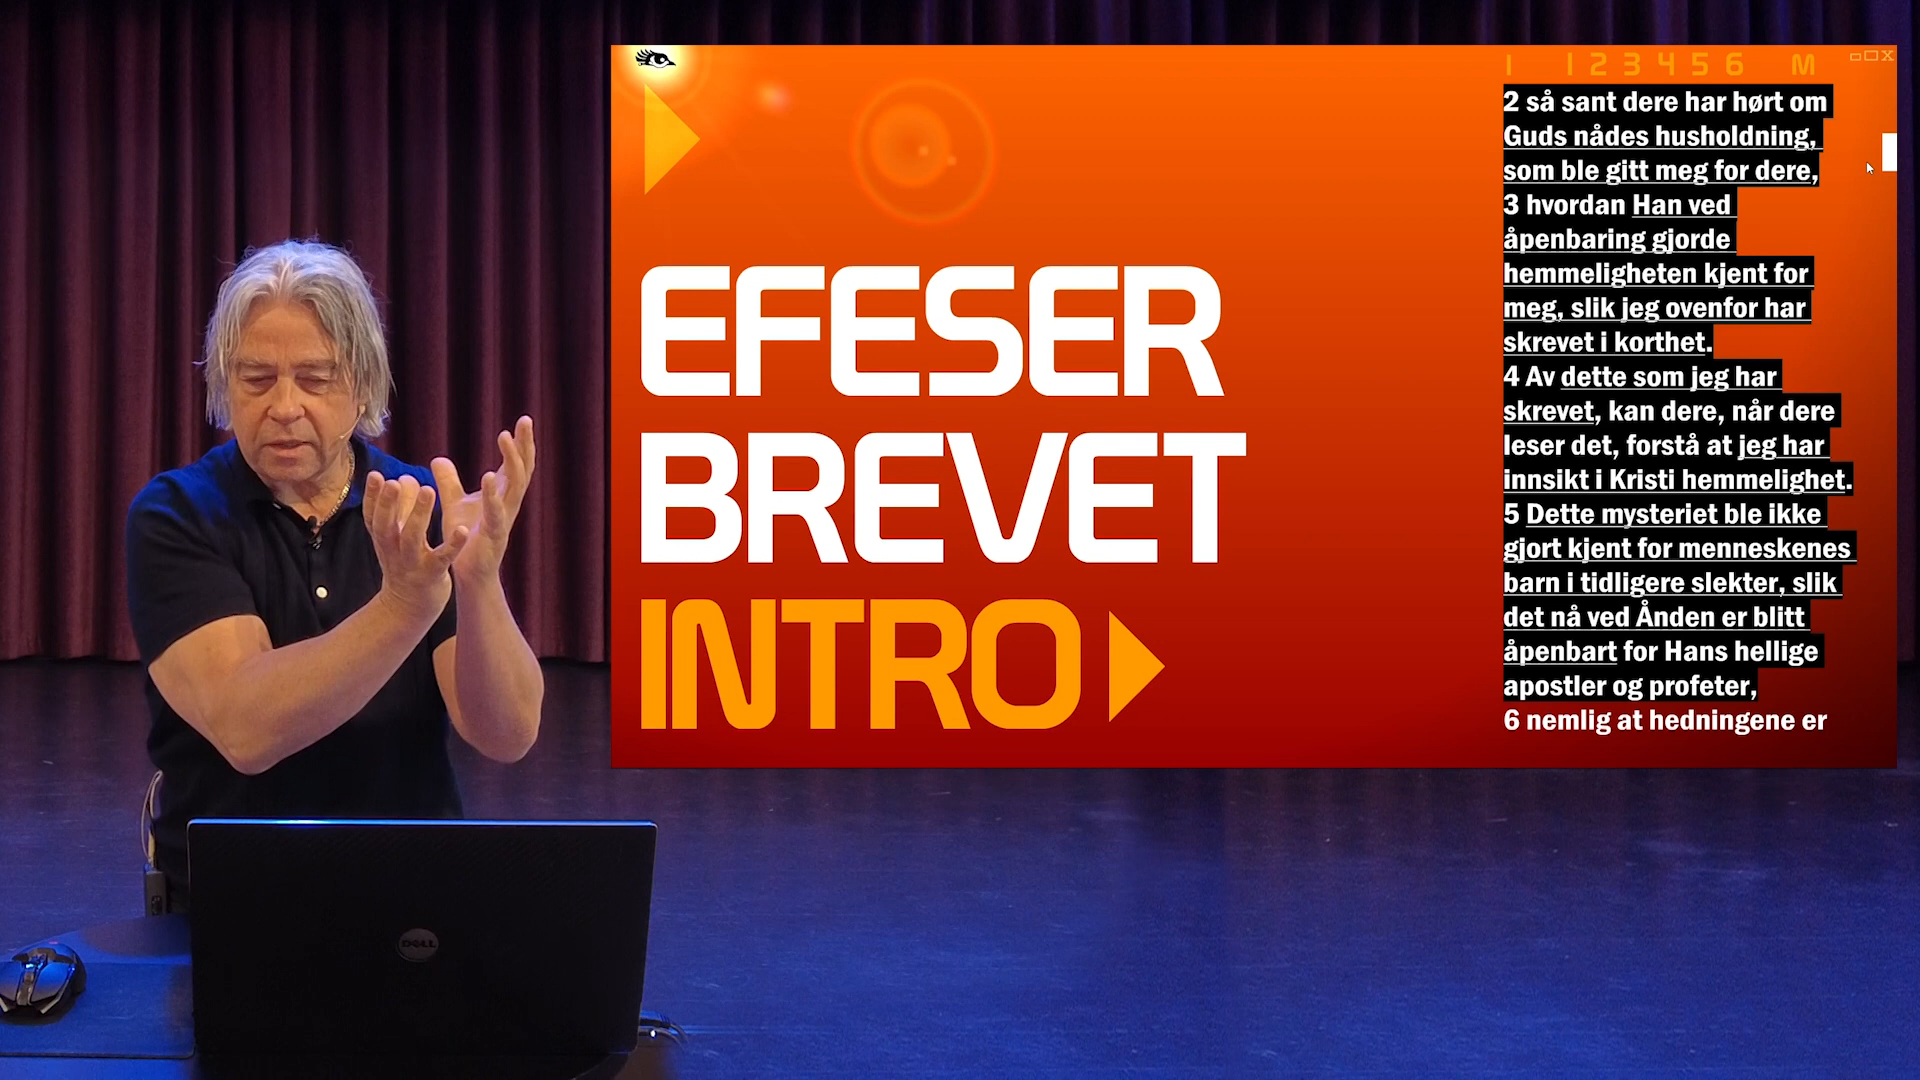 EFESER
BREVET
INTRO
1 1 2 3 4 5 6 M
X
2 så sant dere har hørt om
Guds nådes husholdning,
som ble gitt meg for dere,
3 hvordan Han ved
åpenbaring gjorde
hemmeligheten kjent for
meg, slik jeg ovenfor har
skrevet i korthet.
4 Av dette som jeg har
skrevet, kan dere, når dere
leser det, forstå at jeg har
innsikt i Kristi hemmelighet.
5 Dette mysteriet ble ikke
gjort kjent for menneskenes
barn i tidligere slekter, slik
det nå ved Ånden er blitt
åpenbart for Hans hellige
apostler og profeter,
6 nemlig at hedningene er
DELL